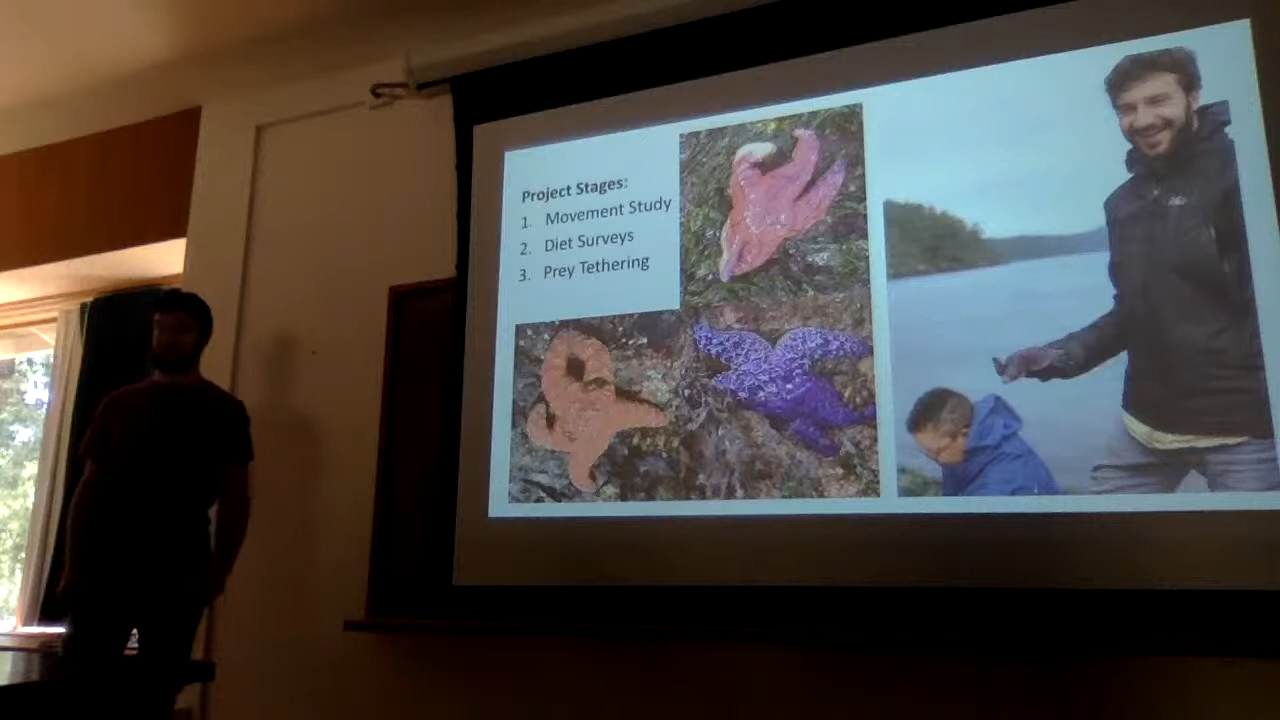 Project Stages:
1. Movement Study
2. Diet Surveys
3. Prey Tethering